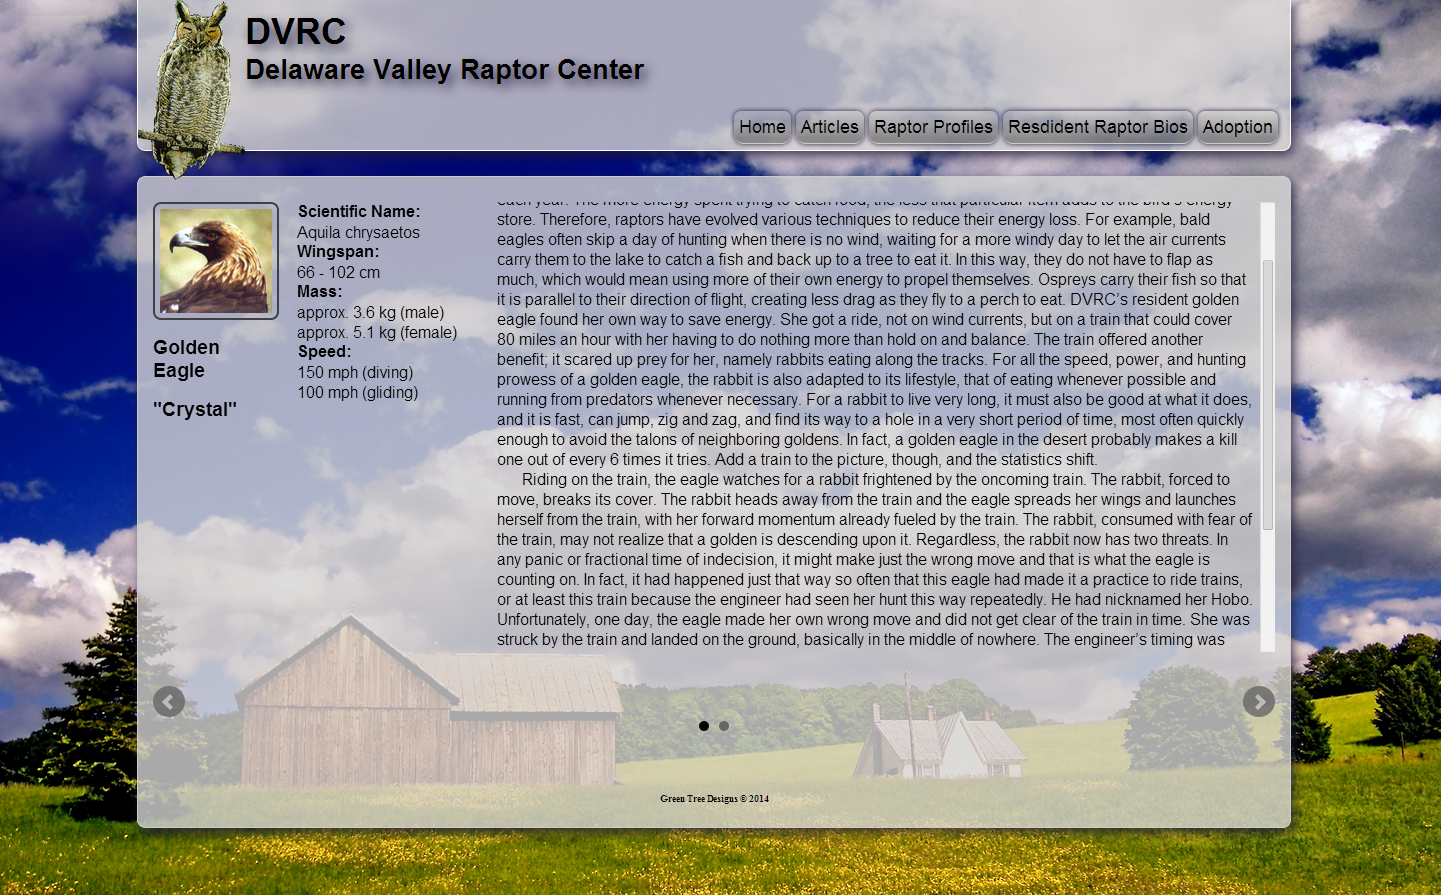 DVRC
Delaware Valley Raptor Center
Home Articles Raptor Profiles Resdident Raptor Bios Adoption
Golden
Eagle
"Crystal"
Scientific Name:
Aquila chrysaetos
Wingspan:
66 - 102 cm
Mass:
approx. 3.6 kg (male)
approx. 5.1 kg (female)
Speed:
150 mph (diving)
100 mph (gliding)
each year. The more energy spent trying to catch food, the less that particular item adds to the bird's energy
store. Therefore, raptors have evolved various techniques to reduce their energy loss. For example, bald
eagles often skip a day of hunting when there is no wind, waiting for a more windy day to let the air currents
carry them to the lake to catch a fish and back up to a tree to eat it. In this way, they do not have to flap as
much, which would mean using more of their own energy to propel themselves. Ospreys carry their fish so that
it is parallel to their direction of flight, creating less drag as they fly to a perch to eat. DVRC's resident golden
eagle found her own way to save energy. She got a ride, not on wind currents, but on a train that could cover
80 miles an hour with her having to do nothing more than hold on and balance. The train offered another
benefit; it scared up prey for her, namely rabbits eating along the tracks. For all the speed, power, and hunting
prowess of a golden eagle, the rabbit is also adapted to its lifestyle, that of eating whenever possible and
running from predators whenever necessary. For a rabbit to live very long, it must also be good at what it does,
and it is fast, can jump, zig and zag, and find its way to a hole in a very short period of time, most often quickly
enough to avoid the talons of neighboring goldens. In fact, a golden eagle in the desert probably makes a kill
one out of every 6 times it tries. Add a train to the picture, though, and the statistics shift.
Riding on the train, the eagle watches for a rabbit frightened by the oncoming train. The rabbit, forced to
move, breaks its cover. The rabbit heads away from the train and the eagle spreads her wings and launches
herself from the train, with her forward momentum already fueled by the train. The rabbit, consumed with fear of
the train, may not realize that a golden is descending upon it. Regardless, the rabbit now has two threats. In
any panic or fractional time of indecision, it might make just the wrong move and that is what the eagle is
counting on. In fact, it had happened just that way so often that this eagle had made it a practice to ride trains,
or at least this train because the engineer had seen her hunt this way repeatedly. He had nicknamed her Hobo.
Unfortunately, one day, the eagle made her own wrong move and did not get clear of the train in time. She was
struck by the train and landed on the ground, basically in the middle of nowhere. The engineer's timing was
Green Tree Designs © 2014